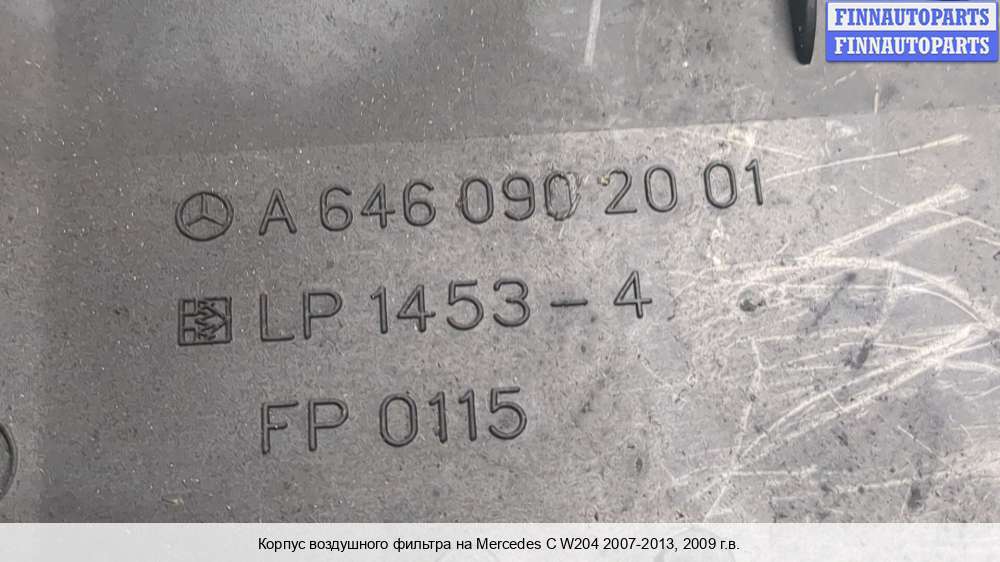 FINNAUTOPARTS
FINNAUTOPARTS
A 646 090 20 01
LP 1453-4
FP 0115
Корпус воздушного фильтра на Mercedes C W204 2007-2013, 2009 г.в.